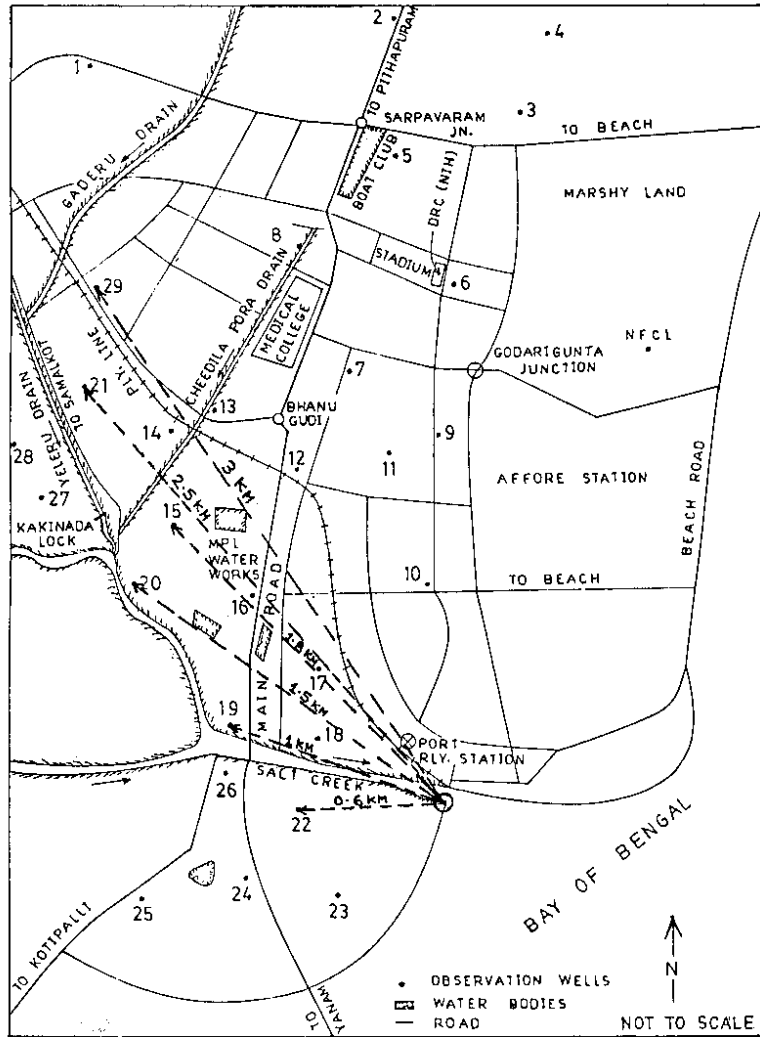 2
4
TO PITHAPURAM
1
3
SARPAVARAM
JN.
TO BEACH
GADERU DRAIN
BOAT CLUB
5
DRC (NIH)
MARSHY LAND
8
STADIUM
6
29
CHEEDILA PORA DRAIN
MEDICAL
COLLEGE
RLY. LINE
NFCL
GODARIGUNTA
JUNCTION
21
7
YELERU DRAIN
TO SAMALKOT
13
BHANU
GUDI
14
9
28
12
11
3 KM
2.5 KM
AFFORE STATION
BEACH ROAD
27
15
KAKINADA
LOCK
MPL
WATER
WORKS
10
TO BEACH
20
16
MAIN ROAD
1.8 KM
17
1.5 KM
19
18
1 KM
PORT
RLY. STATION
SALT CREEK
26
0.6 KM
22
BAY OF BENGAL
24
25
23
TO KOTIPALLI
TO YANAM
N
OBSERVATION WELLS
WATER BODIES
ROAD
NOT TO SCALE